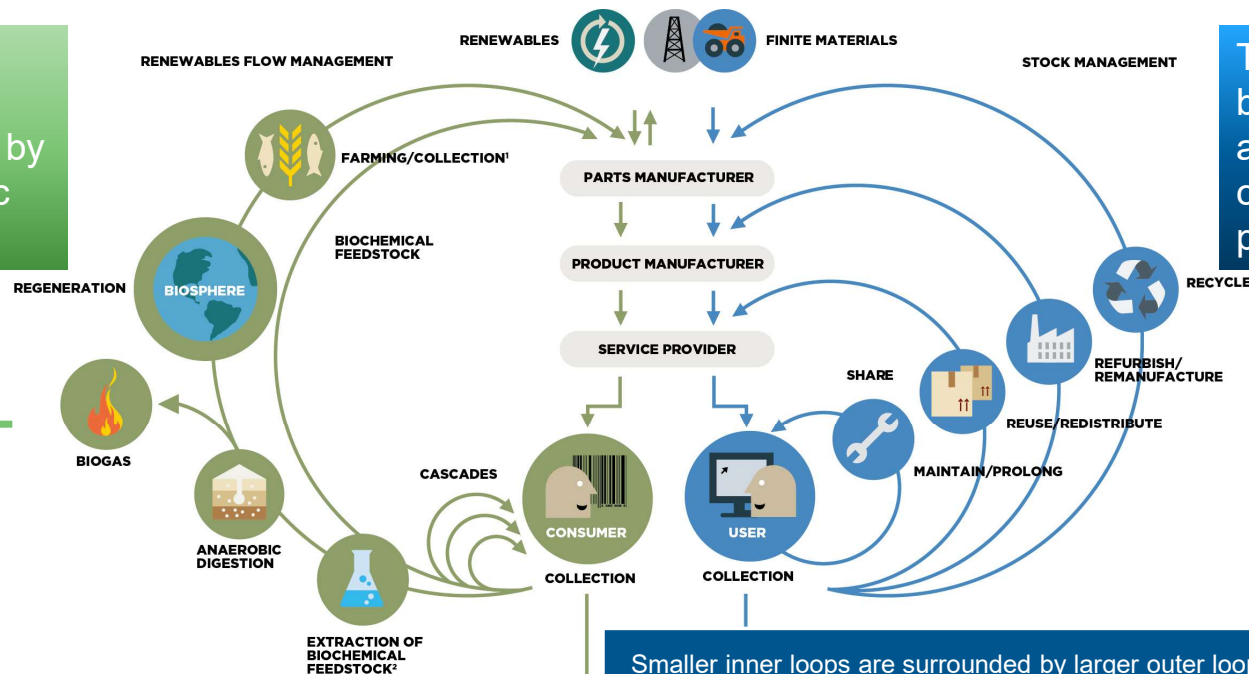 RENEWABLES
FINITE MATERIALS
RENEWABLES FLOW MANAGEMENT
STOCK MANAGEMENT
by
FARMING/COLLECTION¹
PARTS MANUFACTURER
BIOCHEMICAL
FEEDSTOCK
PRODUCT MANUFACTURER
REGENERATION
BIOSPHERE
RECYCLE
SERVICE PROVIDER
SHARE
REFURBISH/
REMANUFACTURE
REUSE/REDISTRIBUTE
BIOGAS
CASCADES
MAINTAIN/PROLONG
CONSUMER
USER
ANAEROBIC
DIGESTION
COLLECTION
COLLECTION
EXTRACTION OF
BIOCHEMICAL
FEEDSTOCK²
Smaller inner loops are surrounded by larger outer loop